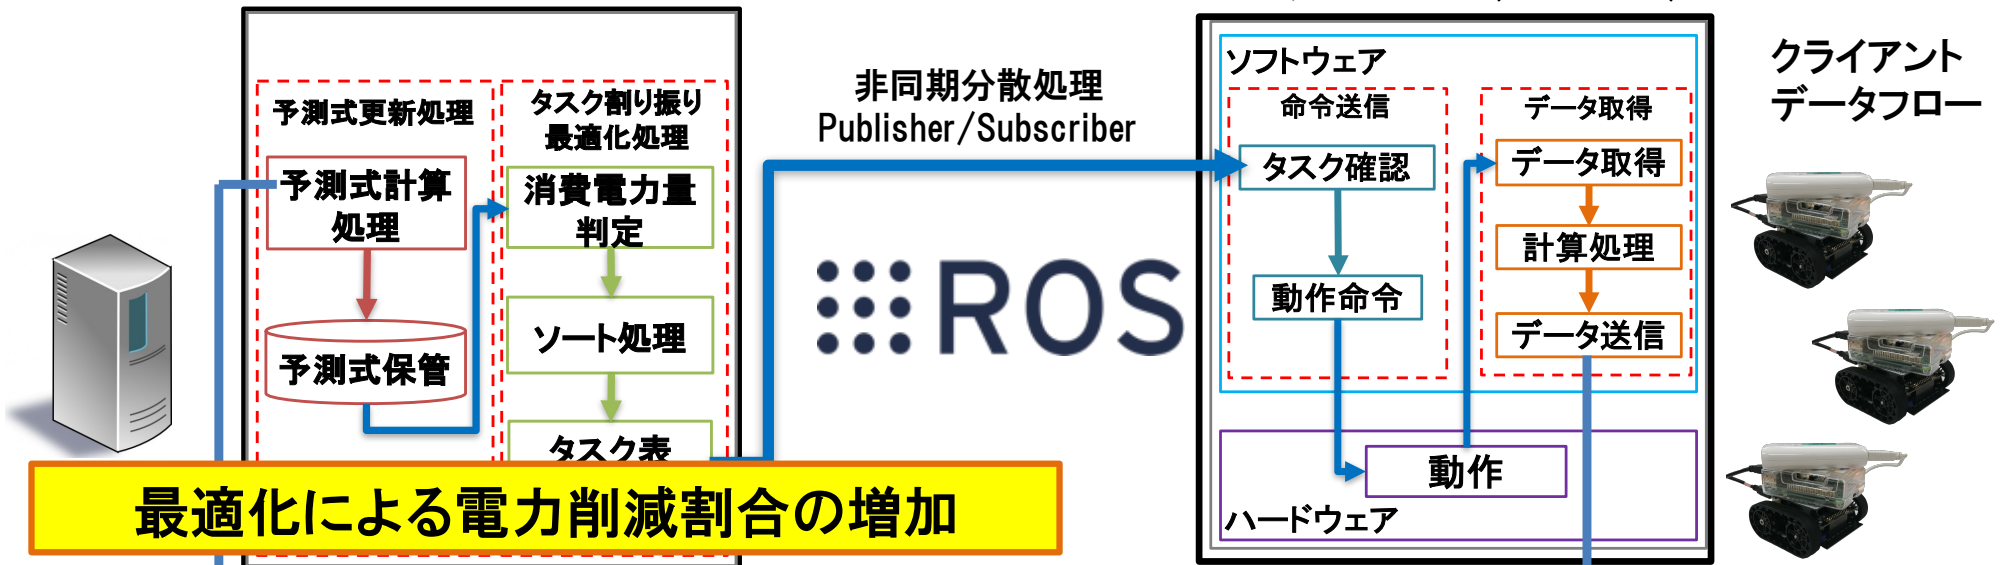 予測式更新処理
予測式計算
処理
予測式保管
タスク割り振り
最適化処理
消費電力量
判定
ソート処理
タスク表
最適化による電力削減割合の増加
非同期分散処理
Publisher/Subscriber
ROS
ソフトウェア
命令送信
タスク確認
動作命令
データ取得
データ取得
計算処理
データ送信
動作
ハードウェア
クライアント
データフロー